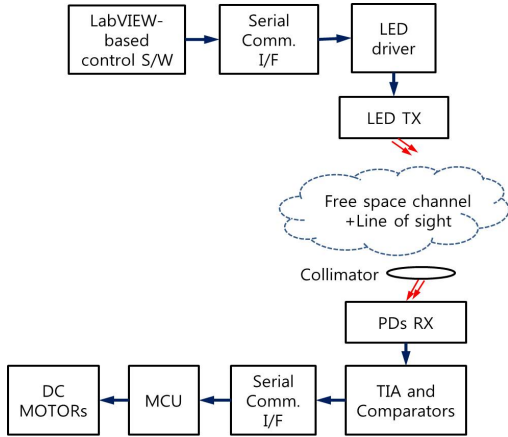 LabVIEW-
based
control S/W
Serial
Comm.
I/F
LED
driver
LED TX
Free space channel
+Line of sight
Collimator
PDs RX
DC
MOTORs
MCU
Serial
Comm.
I/F
TIA and
Comparators